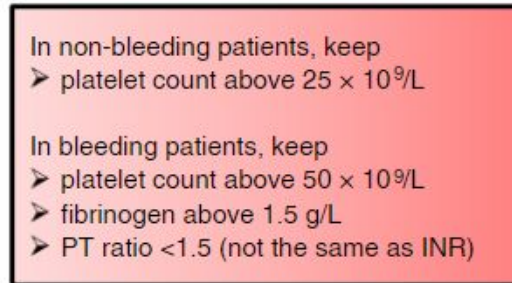 In non-bleeding patients, keep
➢ platelet count above 25 × 10⁹/L
In bleeding patients, keep
➢ platelet count above 50 × 10⁹/L
➢ fibrinogen above 1.5 g/L
➢ PT ratio <1.5 (not the same as INR)